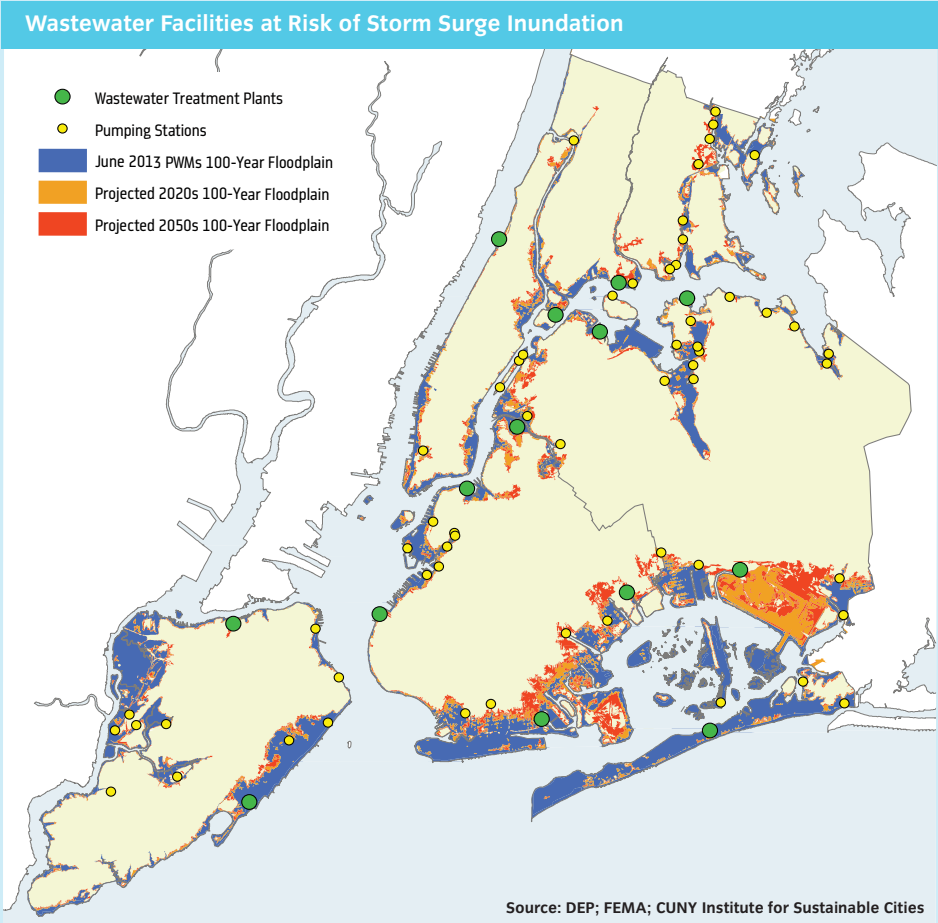 Wastewater Facilities at Risk of Storm Surge Inundation
Wastewater Treatment Plants
Pumping Stations
June 2013 PWMs 100-Year Floodplain
Projected 2020s 100-Year Floodplain
Projected 2050s 100-Year Floodplain
Source: DEP; FEMA; CUNY Institute for Sustainable Cities